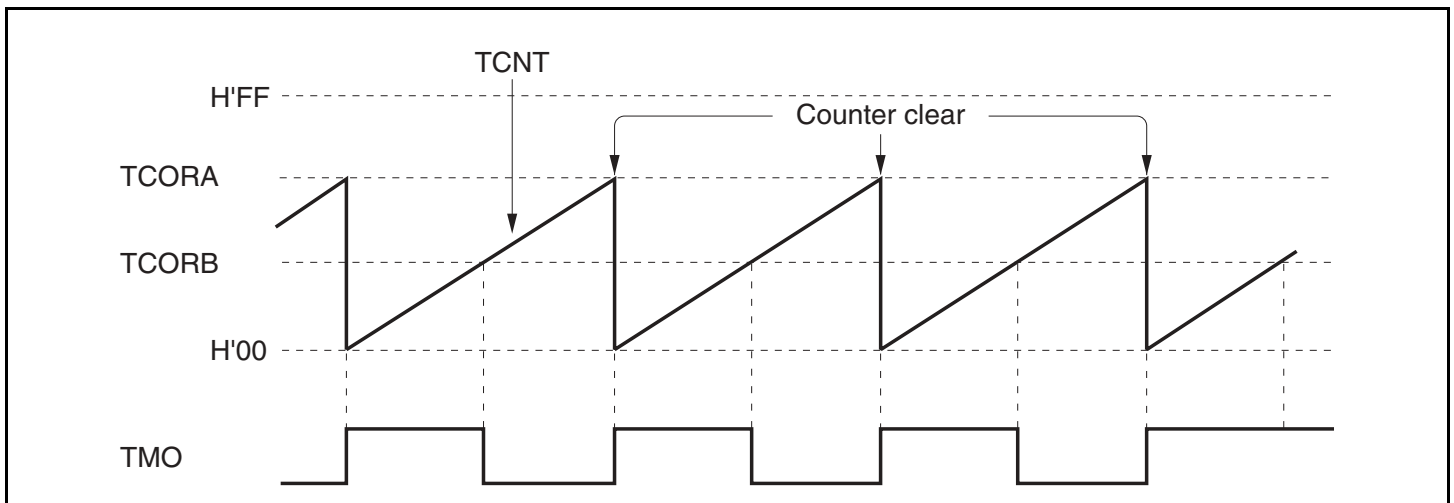 TCNT
H'FF
Counter clear
TCORA
TCORB
H'00
TMO